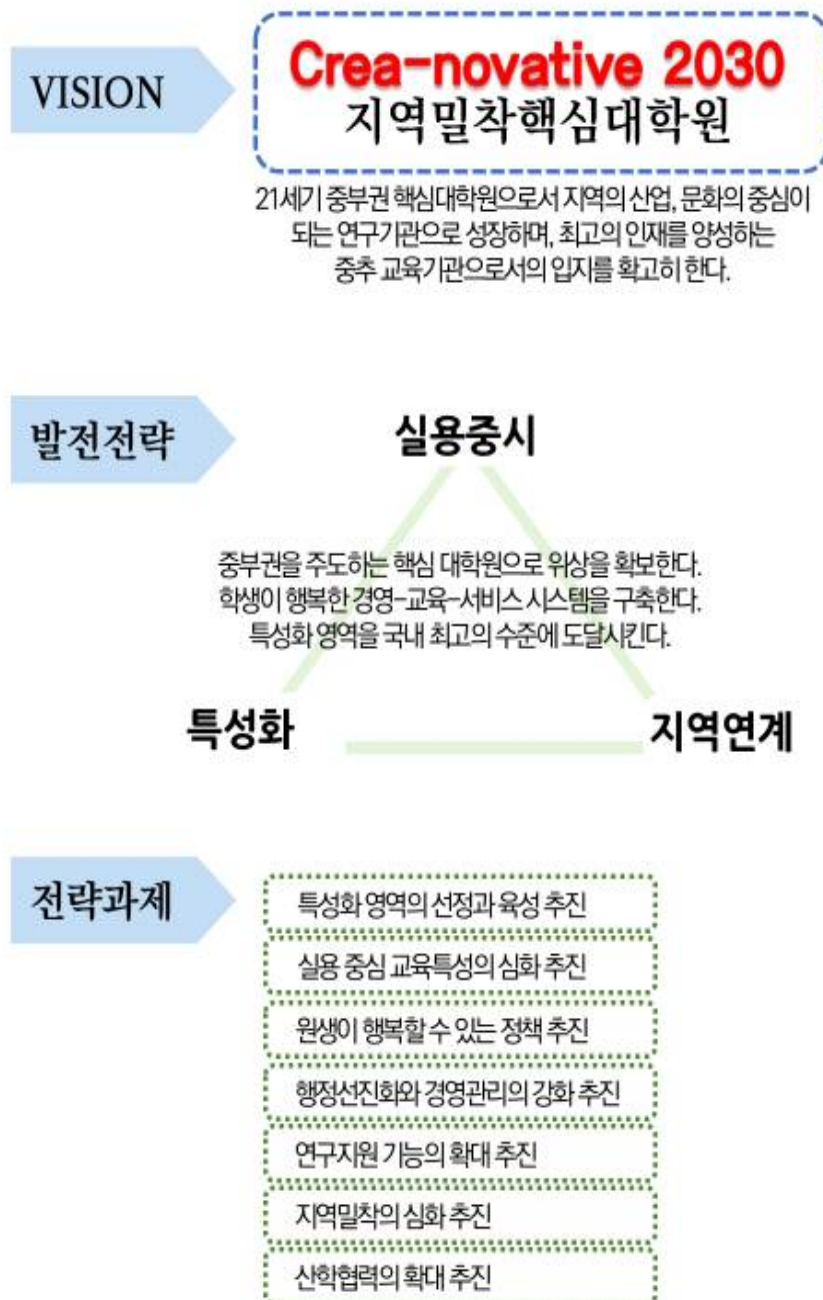 VISION
Crea-novative 2030
지역밀착핵심대학원
21세기 중부권 핵심대학원으로서 지역의 산업, 문화의 중심이
되는 연구기관으로 성장하며, 최고의 인재를 양성하는
중추 교육기관으로서의 입지를 확고히 한다.
발전전략
실용중시
중부권을 주도하는 핵심 대학원으로 위상을 확보한다.
학생이 행복한 경영-교육-서비스 시스템을 구축한다.
특성화 영역을 국내 최고의 수준에 도달시킨다.
특성화
지역연계
전략과제
특성화 영역의 선정과 육성 추진
실용 중심 교육특성의 심화 추진
원생이 행복할 수 있는 정책 추진
행정선진화와 경영관리의 강화 추진
연구지원 기능의 확대 추진
지역밀착의 심화 추진
산학협력의 확대 추진